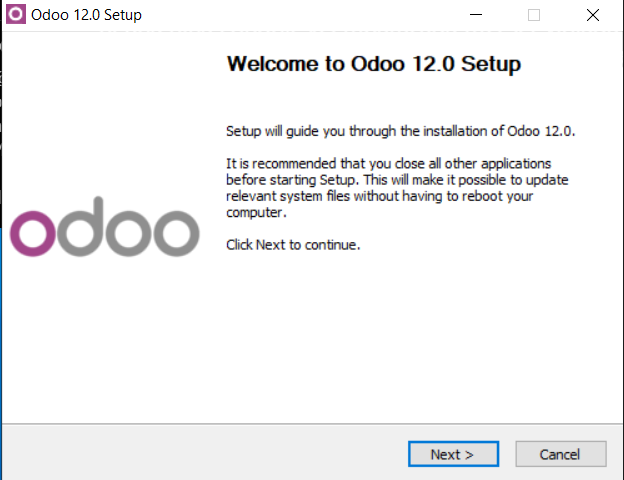 Odoo 12.0 Setup
Welcome to Odoo 12.0 Setup
Setup will guide you through the installation of Odoo 12.0.
It is recommended that you close all other applications
before starting Setup. This will make it possible to update
relevant system files without having to reboot your
computer.
Click Next to continue.
odoo
Next >
Cancel